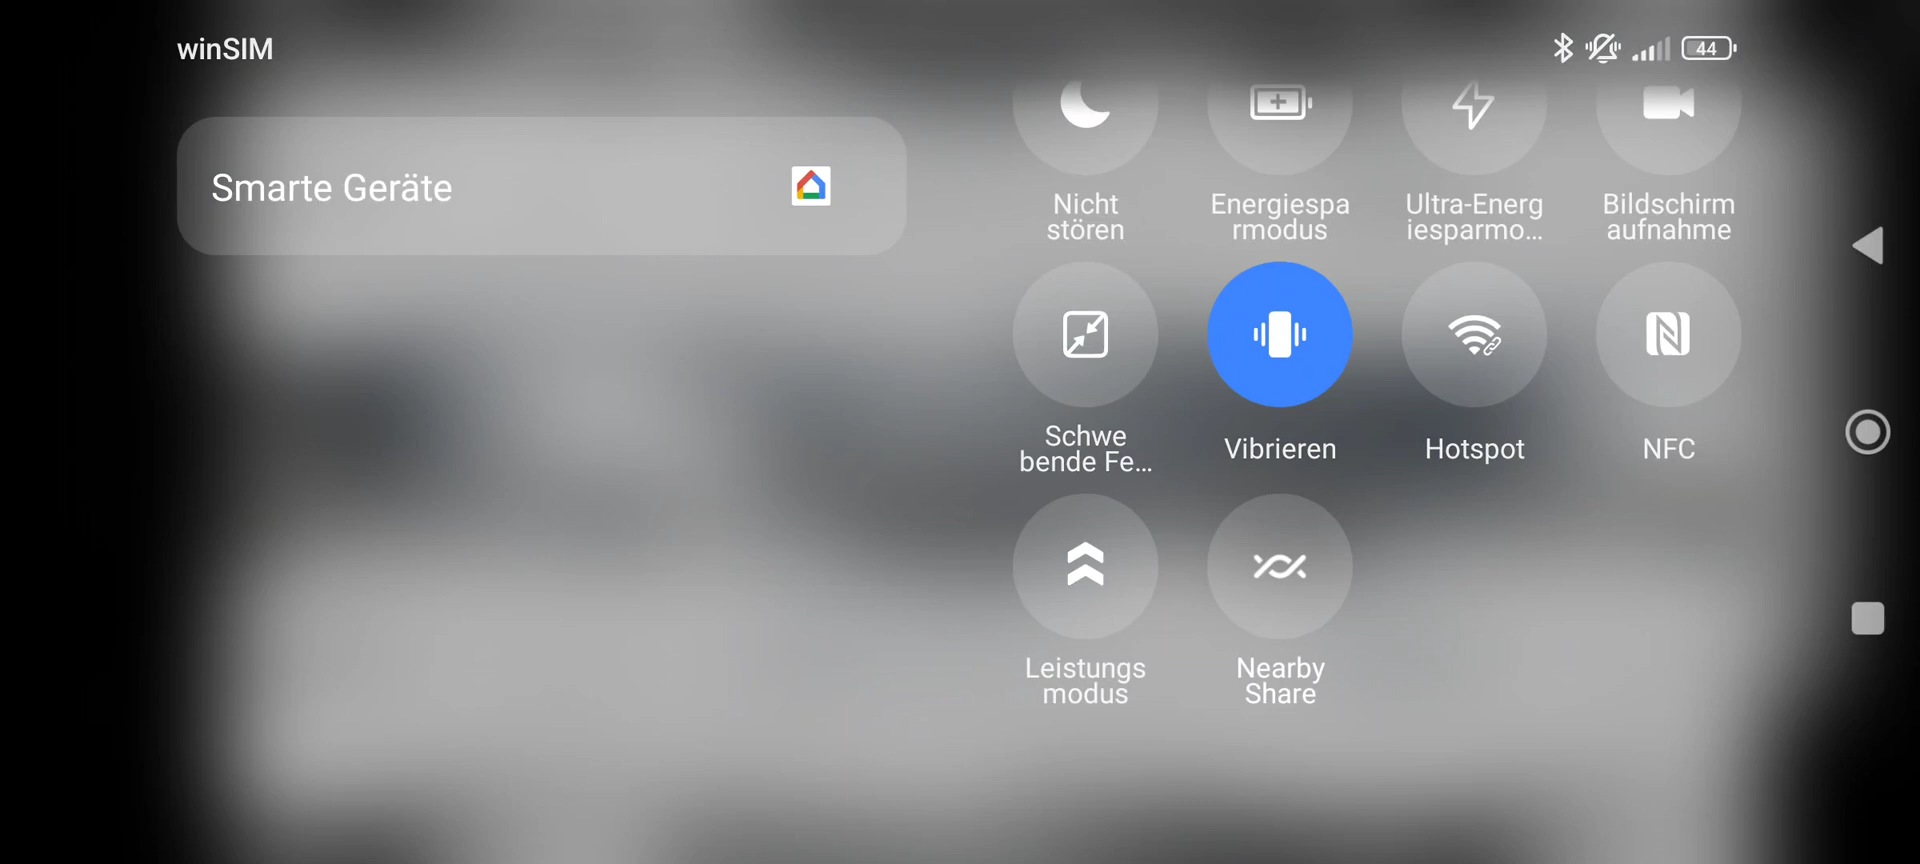 winSIM
44
Smarte Geräte
Nicht
stören
Energiespa
rmodus
Ultra-Energ
iesparmo...
Bildschirm
aufnahme
Schwe
bende Fe...
Vibrieren
Hotspot
NFC
Leistungs
modus
Nearby
Share